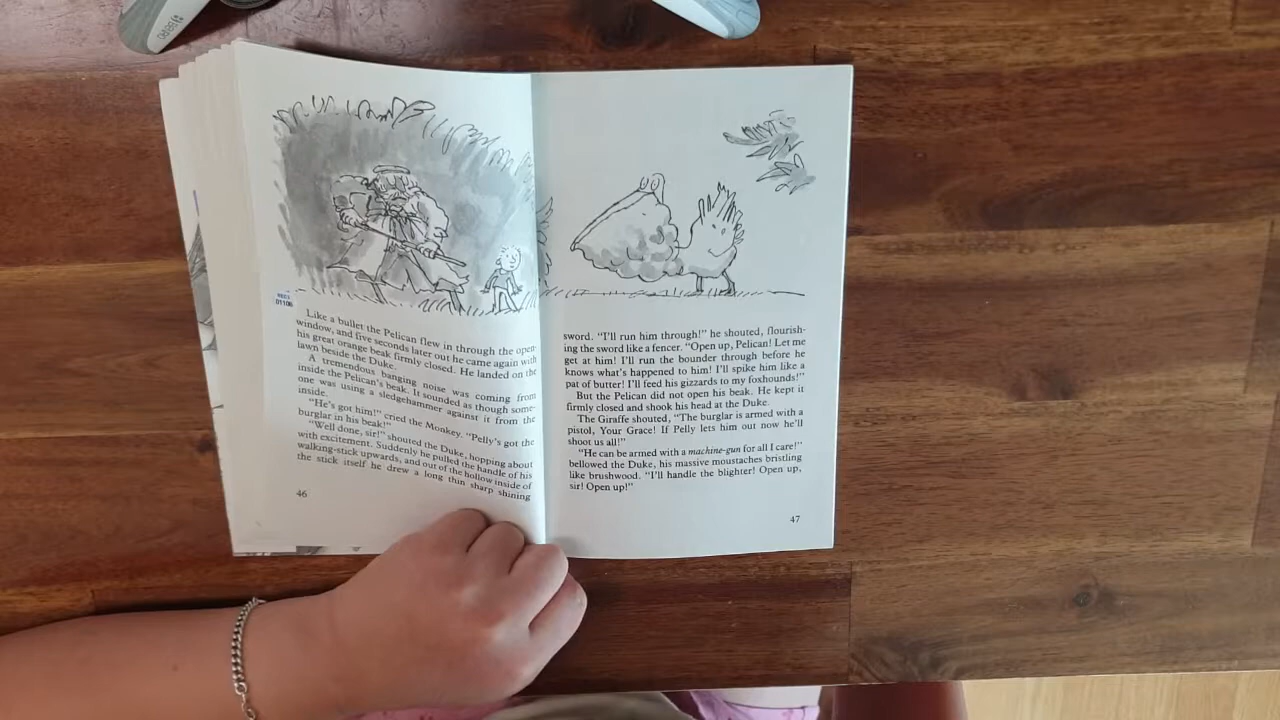 Like a bullet the Pelican flew in through the open
window, and five seconds later out he came again with
his great orange beak firmly closed. He landed on the
lawn beside the Duke.
A tremendous banging noise was coming from
inside the Pelican's beak. It sounded as though some-
one was using a sledgehammer against it from the
inside.
"He's got him!" cried the Monkey. "Pelly's got the
burglar in his beak!"
"Well done, sir!" shouted the Duke, hopping about
with excitement. Suddenly he pulled the handle of his
walking-stick upwards, and out of the hollow inside of
the stick itself he drew a long thin sharp shining
46
sword. "I'll run him through!" he shouted, flourish-
ing the sword like a fencer. "Open up, Pelican! Let me
get at him! I'll run the bounder through before he
knows what's happened to him! I'll spike him like a
pat of butter! I'll feed his gizzards to my foxhounds!"
But the Pelican did not open his beak. He kept it
firmly closed and shook his head at the Duke.
The Giraffe shouted, "The burglar is armed with a
pistol, Your Grace! If Pelly lets him out now he'll
shoot us all!"
"He can be armed with a machine-gun for all I care!"
bellowed the Duke, his massive moustaches bristling
like brushwood. "I'll handle the blighter! Open up,
sir! Open up!"
47
01106